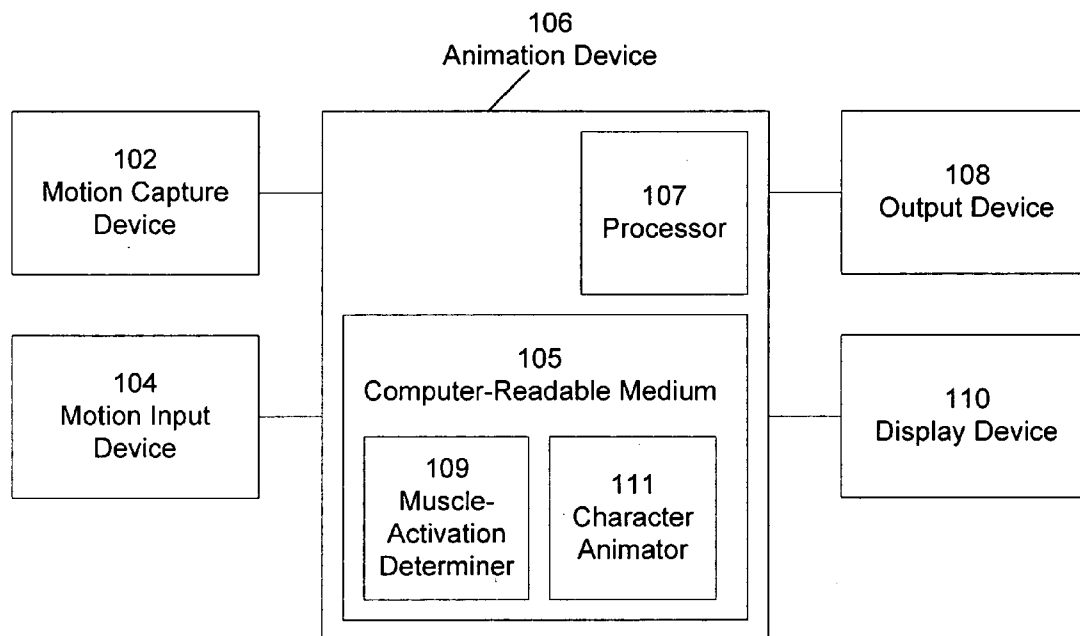 106
Animation Device
102
Motion Capture
Device
107
Processor
108
Output Device
104
Motion Input
Device
105
Computer-Readable Medium
109
Muscle-
Activation
Determiner
111
Character
Animator
110
Display Device